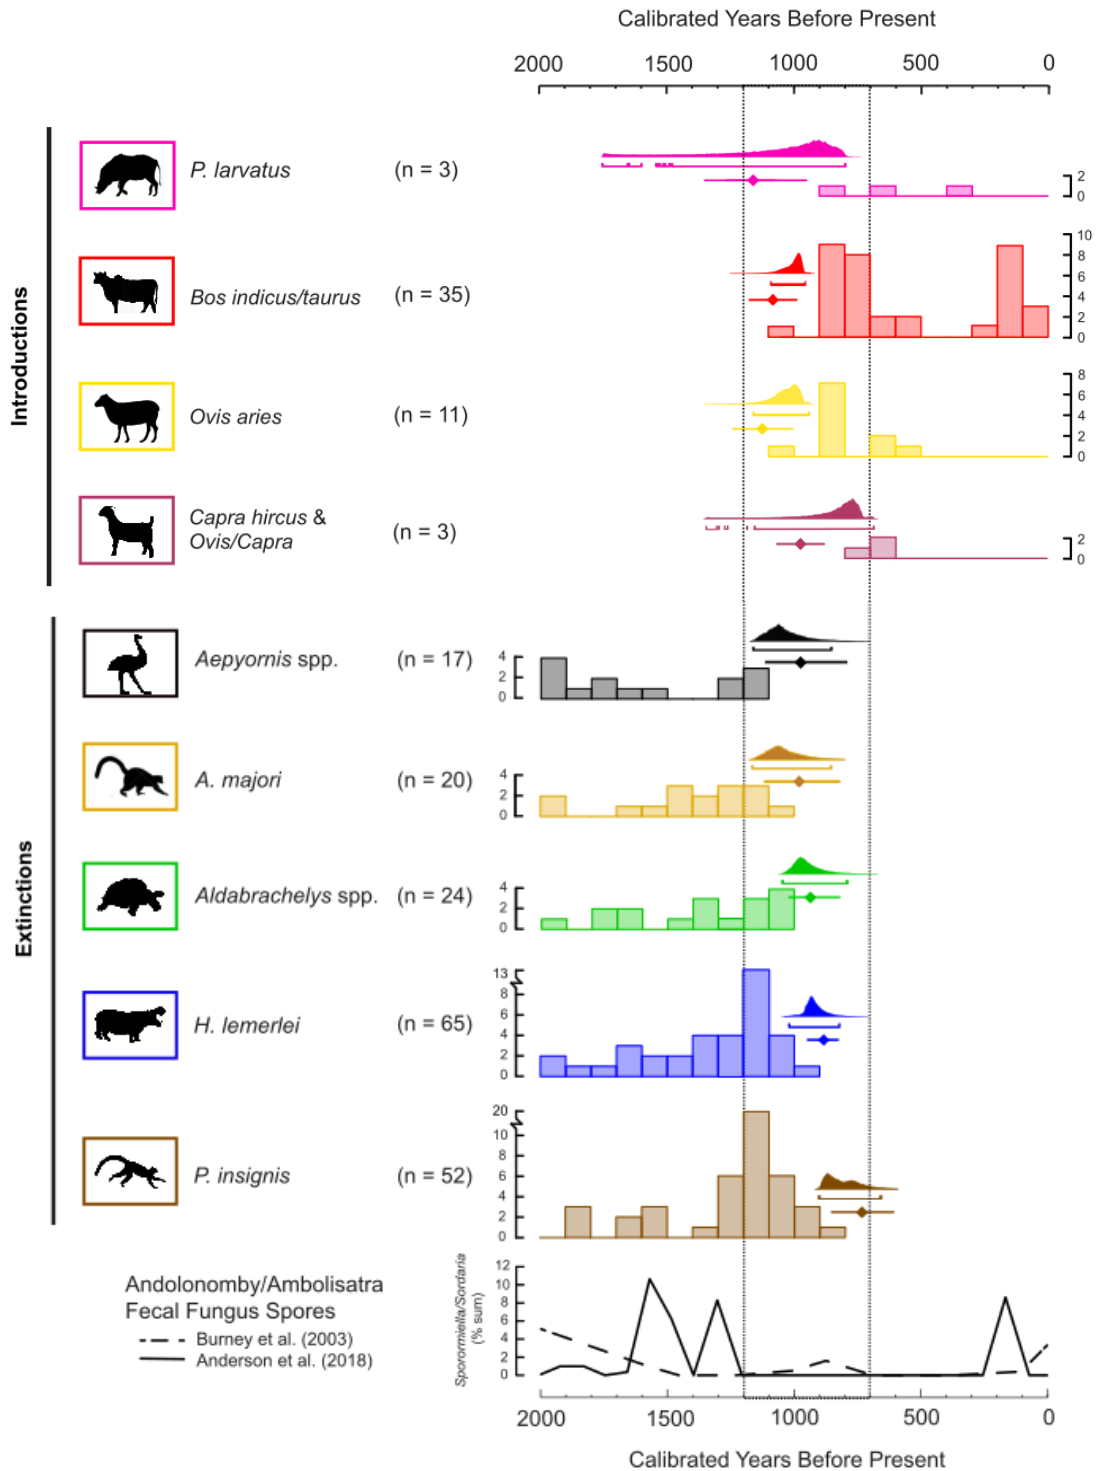 Calibrated Years Before Present
2000 1500 1000 500 0
Introductions
P. larvatus (n = 3)
2
0
Bos indicus/taurus (n = 35)
10
8
6
4
2
0
Ovis aries (n = 11)
8
6
4
2
0
Capra hircus &
Ovis/Capra (n = 3)
2
0
Extinctions
Aepyornis spp. (n = 17)
4
2
0
A. majori (n = 20)
4
2
0
Aldabrachelys spp. (n = 24)
4
2
0
H. lemerlei (n = 65)
13
8
6
4
2
0
P. insignis (n = 52)
20
10
8
6
4
2
0
Andolonomby/Ambolisatra
Fecal Fungus Spores
Burney et al. (2003)
Anderson et al. (2018)
Sporormiella/Sordaria
(% sum)
12
10
8
6
4
2
0
2000 1500 1000 500 0
Calibrated Years Before Present